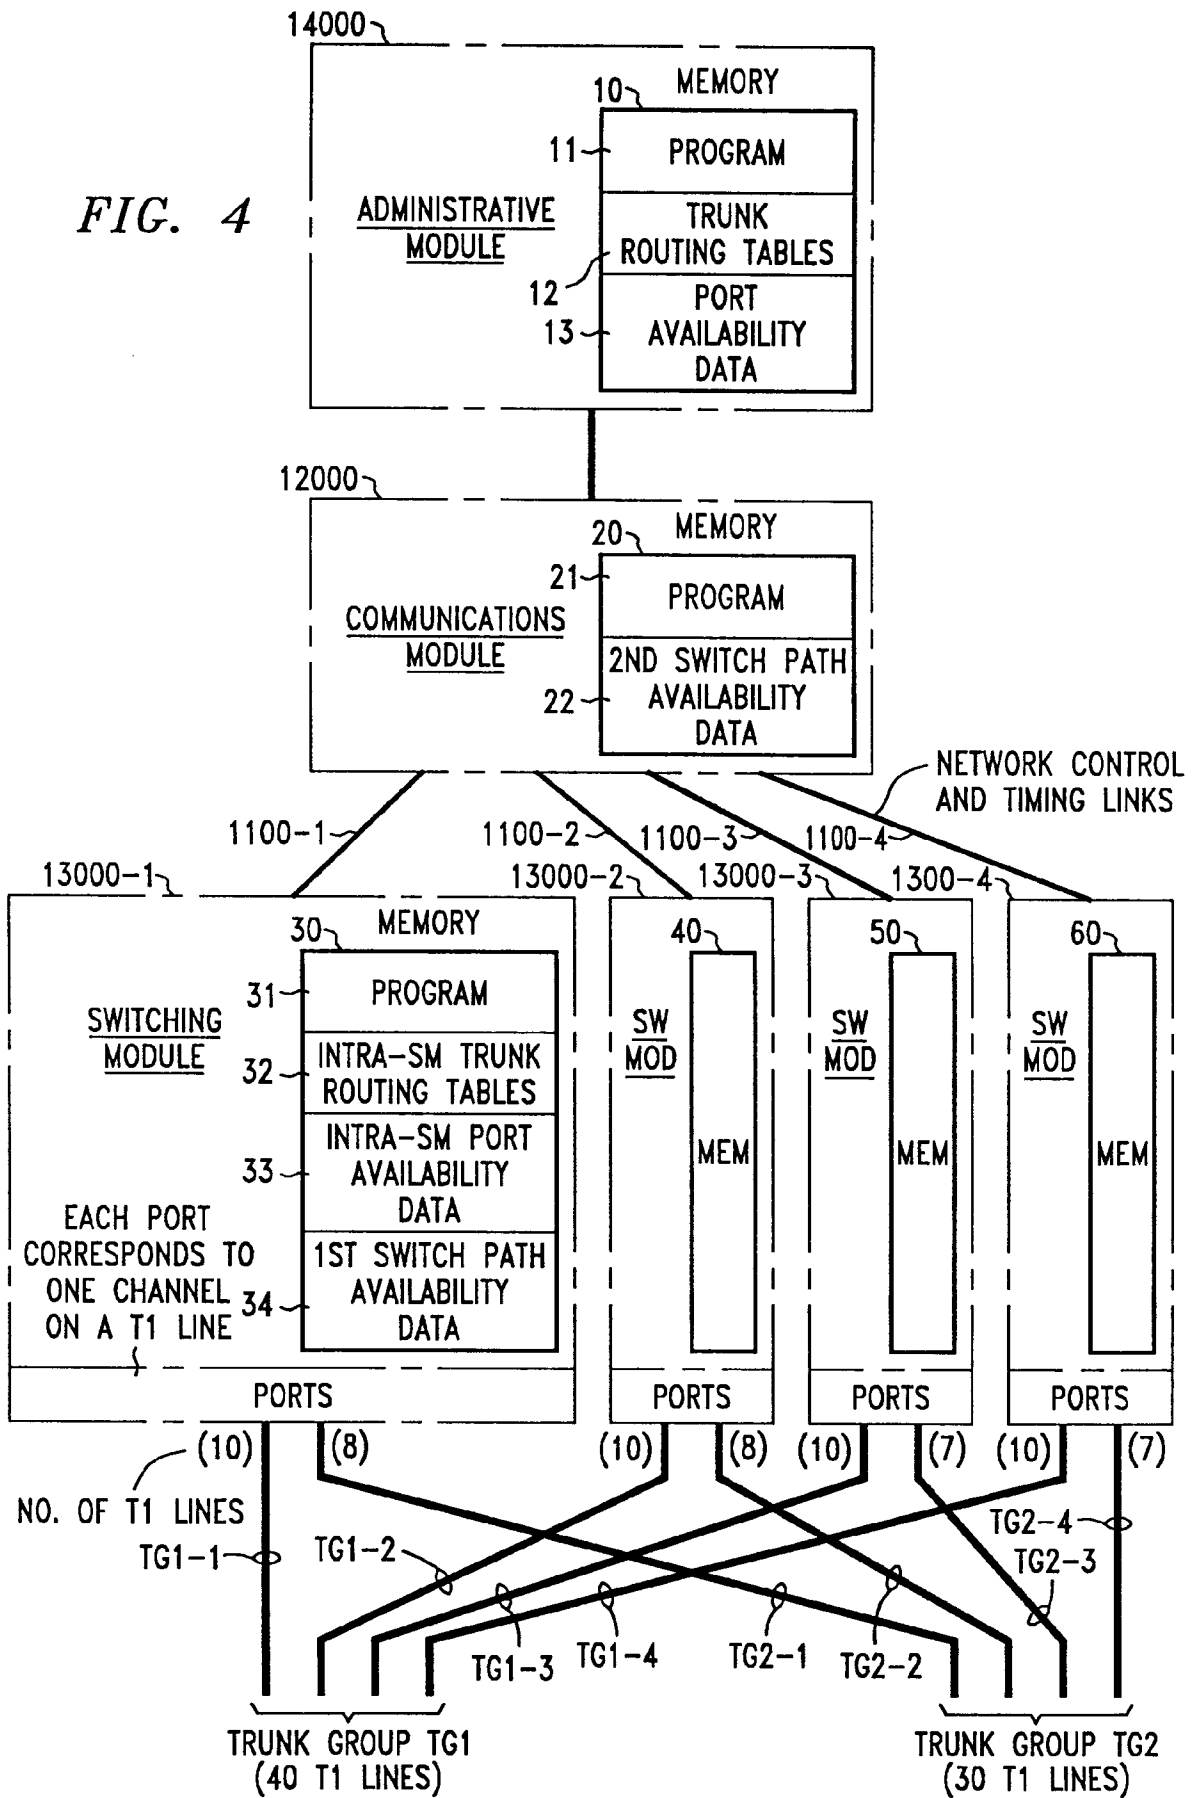 14000
MEMORY
10
11
PROGRAM
FIG. 4
ADMINISTRATIVE
MODULE
TRUNK
ROUTING TABLES
12
PORT
AVAILABILITY
DATA
13
12000
MEMORY
20
21
PROGRAM
COMMUNICATIONS
MODULE
2ND SWITCH PATH
AVAILABILITY
DATA
22
NETWORK CONTROL
AND TIMING LINKS
1100-1
1100-2
1100-3
1100-4
13000-1
13000-2
13000-3
1300-4
MEMORY
30
31
PROGRAM
SWITCHING
MODULE
32
INTRA-SM TRUNK
ROUTING TABLES
33
INTRA-SM PORT
AVAILABILITY
DATA
34
1ST SWITCH PATH
AVAILABILITY
DATA
EACH PORT
CORRESPONDS TO
ONE CHANNEL
ON A T1 LINE
PORTS
40
SW
MOD
MEM
PORTS
50
SW
MOD
MEM
PORTS
60
SW
MOD
MEM
PORTS
(10)
(8)
(10)
(8)
(10)
(7)
(10)
(7)
NO. OF T1 LINES
TG1-1
TG1-2
TG1-3
TG1-4
TG2-1
TG2-2
TG2-4
TG2-3
TRUNK GROUP TG1
(40 T1 LINES)
TRUNK GROUP TG2
(30 T1 LINES)